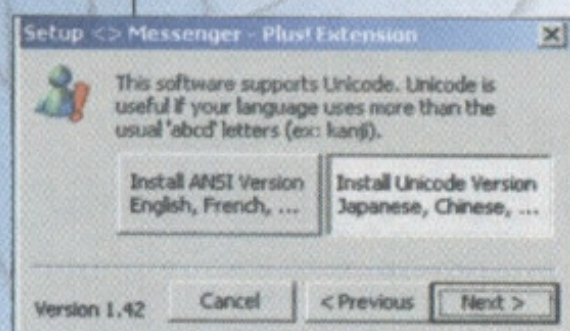 Setup <> Messenger - Plus! Extension
This software supports Unicode. Unicode is
useful if your language uses more than the
usual 'abcd' letters (ex: kanji).
Install ANSI Version
English, French, ...
Install Unicode Version
Japanese, Chinese, ...
Version 1.42
Cancel
< Previous
Next >